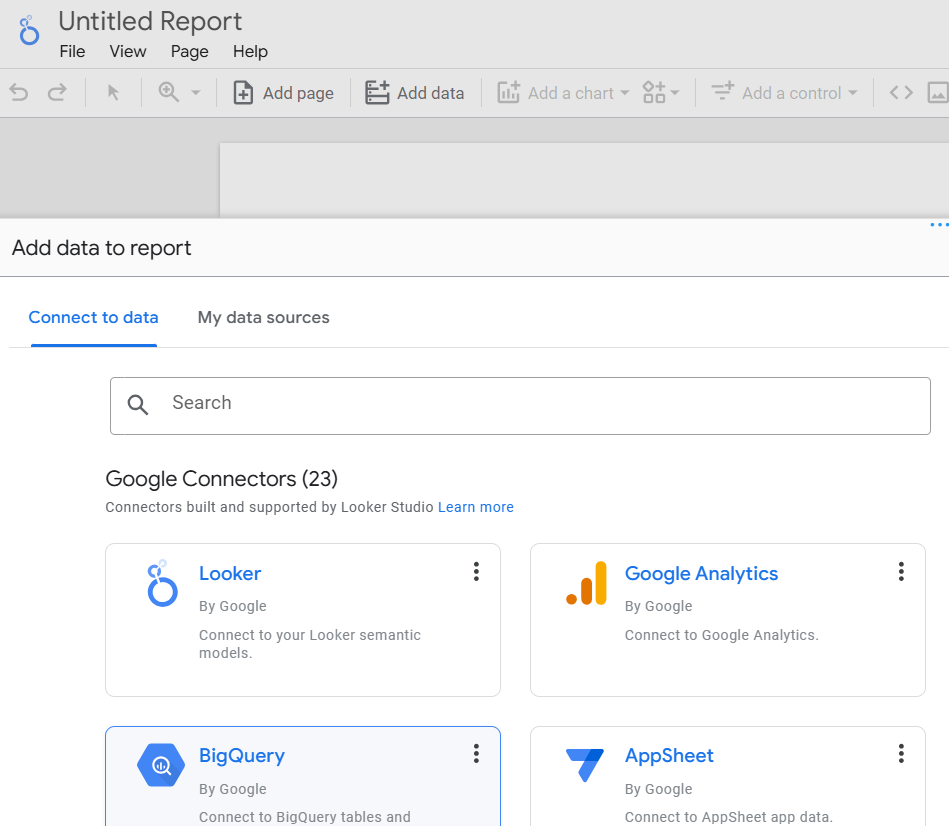 Untitled Report
File View Page Help
Add page Add data Add a chart Add a control
Add data to report
Connect to data My data sources
Search
Google Connectors (23)
Connectors built and supported by Looker Studio Learn more
Looker
By Google
Connect to your Looker semantic
models.
Google Analytics
By Google
Connect to Google Analytics.
BigQuery
By Google
Connect to BigQuery tables and
AppSheet
By Google
Connect to AppSheet app data.